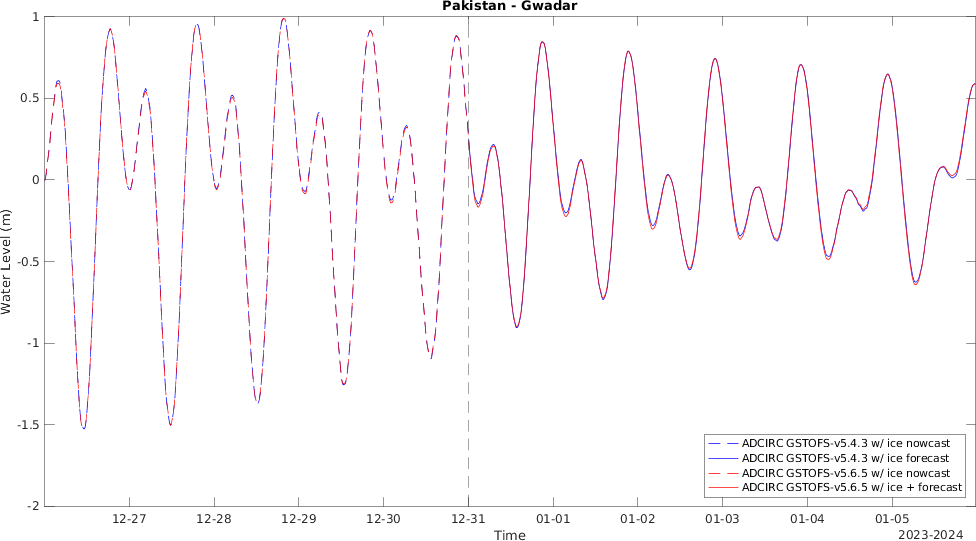 Pakistan - Gwadar
1
0.5
0
-0.5
-1
-1.5
-2
Water Level (m)
ADCIRC GSTOFS-v5.4.3 w/ ice nowcast
ADCIRC GSTOFS-v5.4.3 w/ ice forecast
ADCIRC GSTOFS-v5.6.5 w/ ice nowcast
ADCIRC GSTOFS-v5.6.5 w/ ice + forecast
12-27 12-28 12-29 12-30 12-31 01-01 01-02 01-03 01-04 01-05
Time
2023-2024